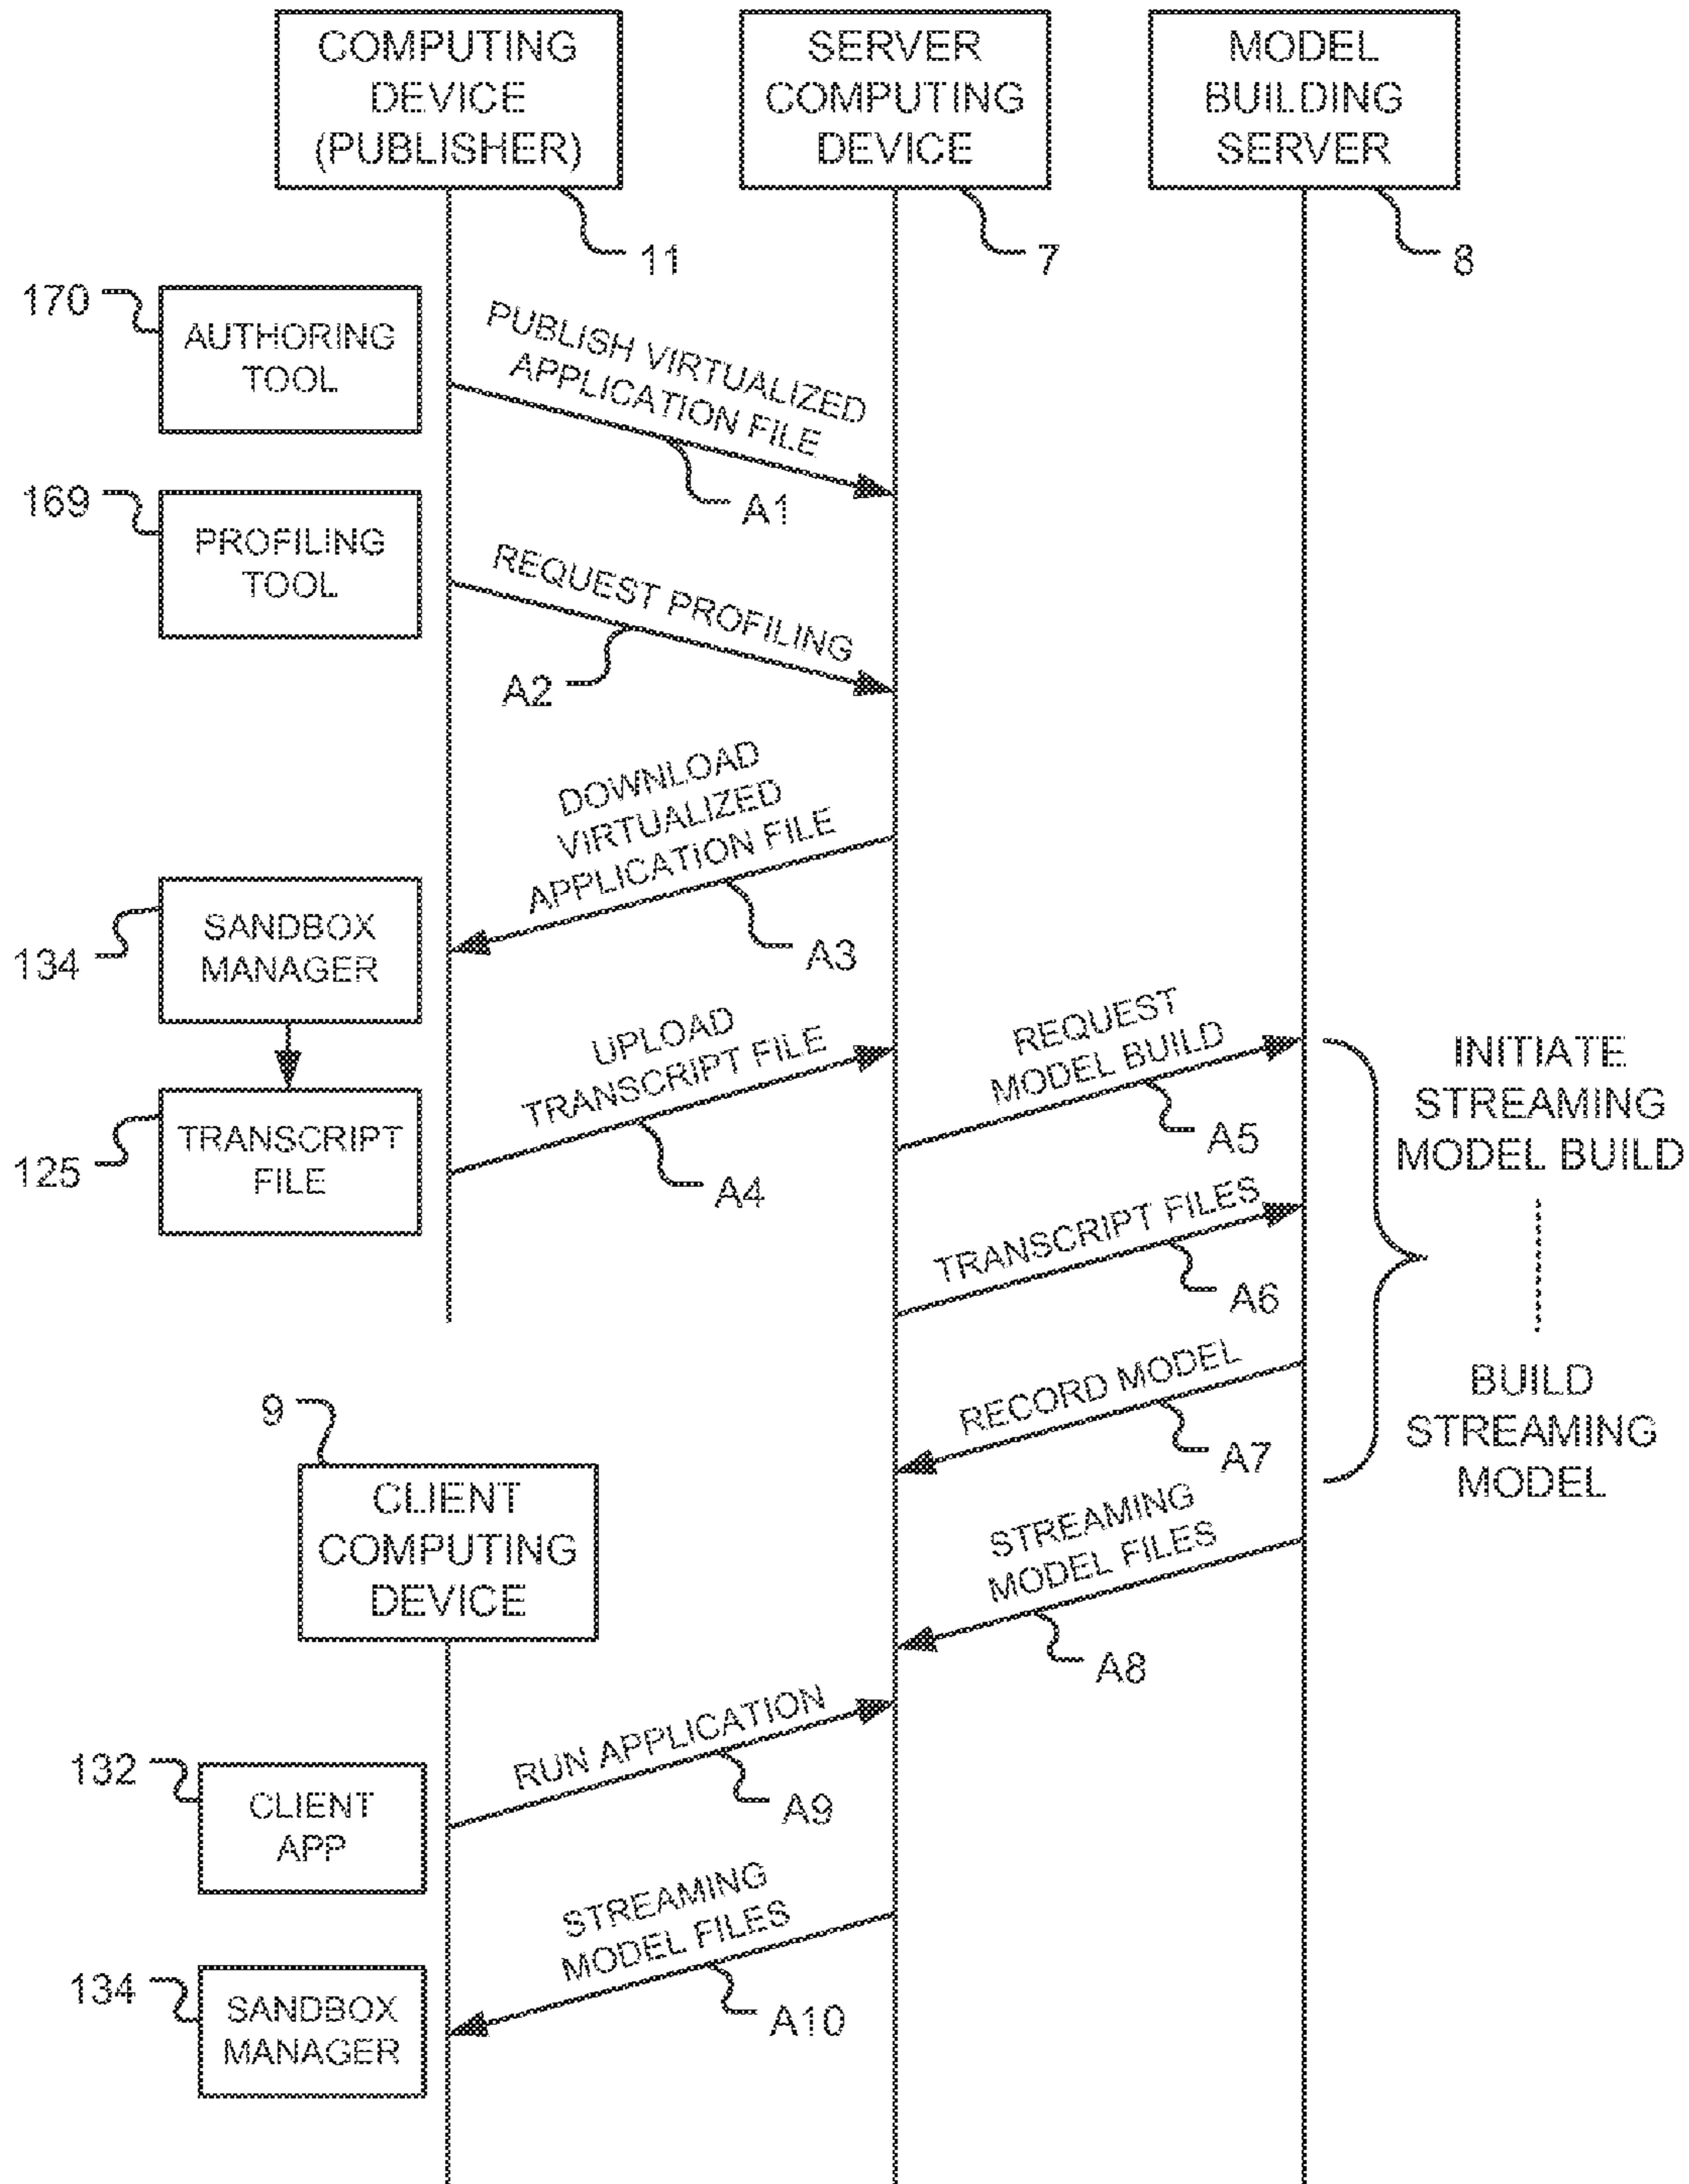 COMPUTING
DEVICE
(PUBLISHER)
SERVER
COMPUTING
DEVICE
MODEL
BUILDING
SERVER
11
7
8
170
AUTHORING
TOOL
PUBLISH VIRTUALIZED
APPLICATION FILE
A1
169
PROFILING
TOOL
REQUEST PROFILING
A2
DOWNLOAD
VIRTUALIZED
APPLICATION FILE
A3
134
SANDBOX
MANAGER
UPLOAD
TRANSCRIPT FILE
A4
REQUEST
MODEL BUILD
A5
INITIATE
STREAMING
MODEL BUILD
125
TRANSCRIPT
FILE
TRANSCRIPT FILES
A6
RECORD MODEL
A7
BUILD
STREAMING
MODEL
9
CLIENT
COMPUTING
DEVICE
STREAMING
MODEL FILES
A8
RUN APPLICATION
A9
132
CLIENT
APP
STREAMING
MODEL FILES
A10
134
SANDBOX
MANAGER